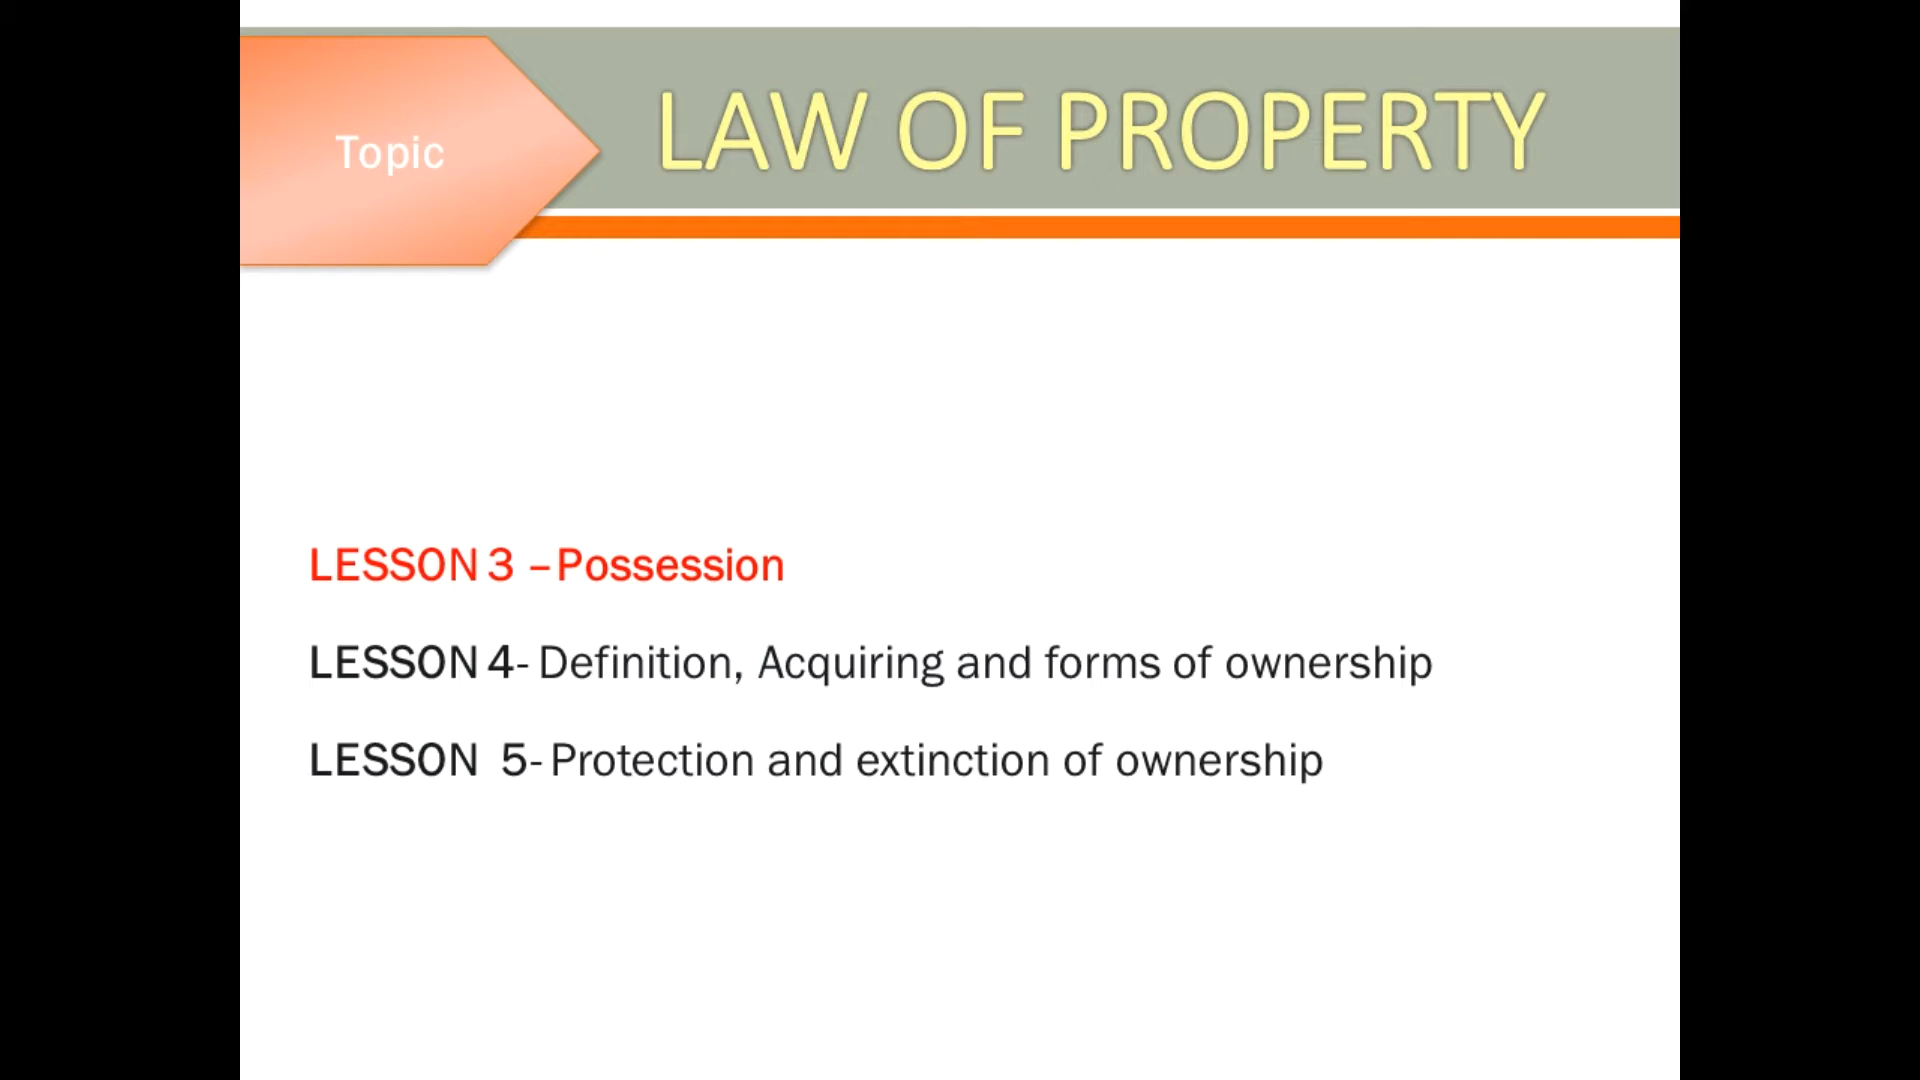 Topic
LAW OF PROPERTY
LESSON 3 –Possession
LESSON 4- Definition, Acquiring and forms of ownership
LESSON  5- Protection and extinction of ownership